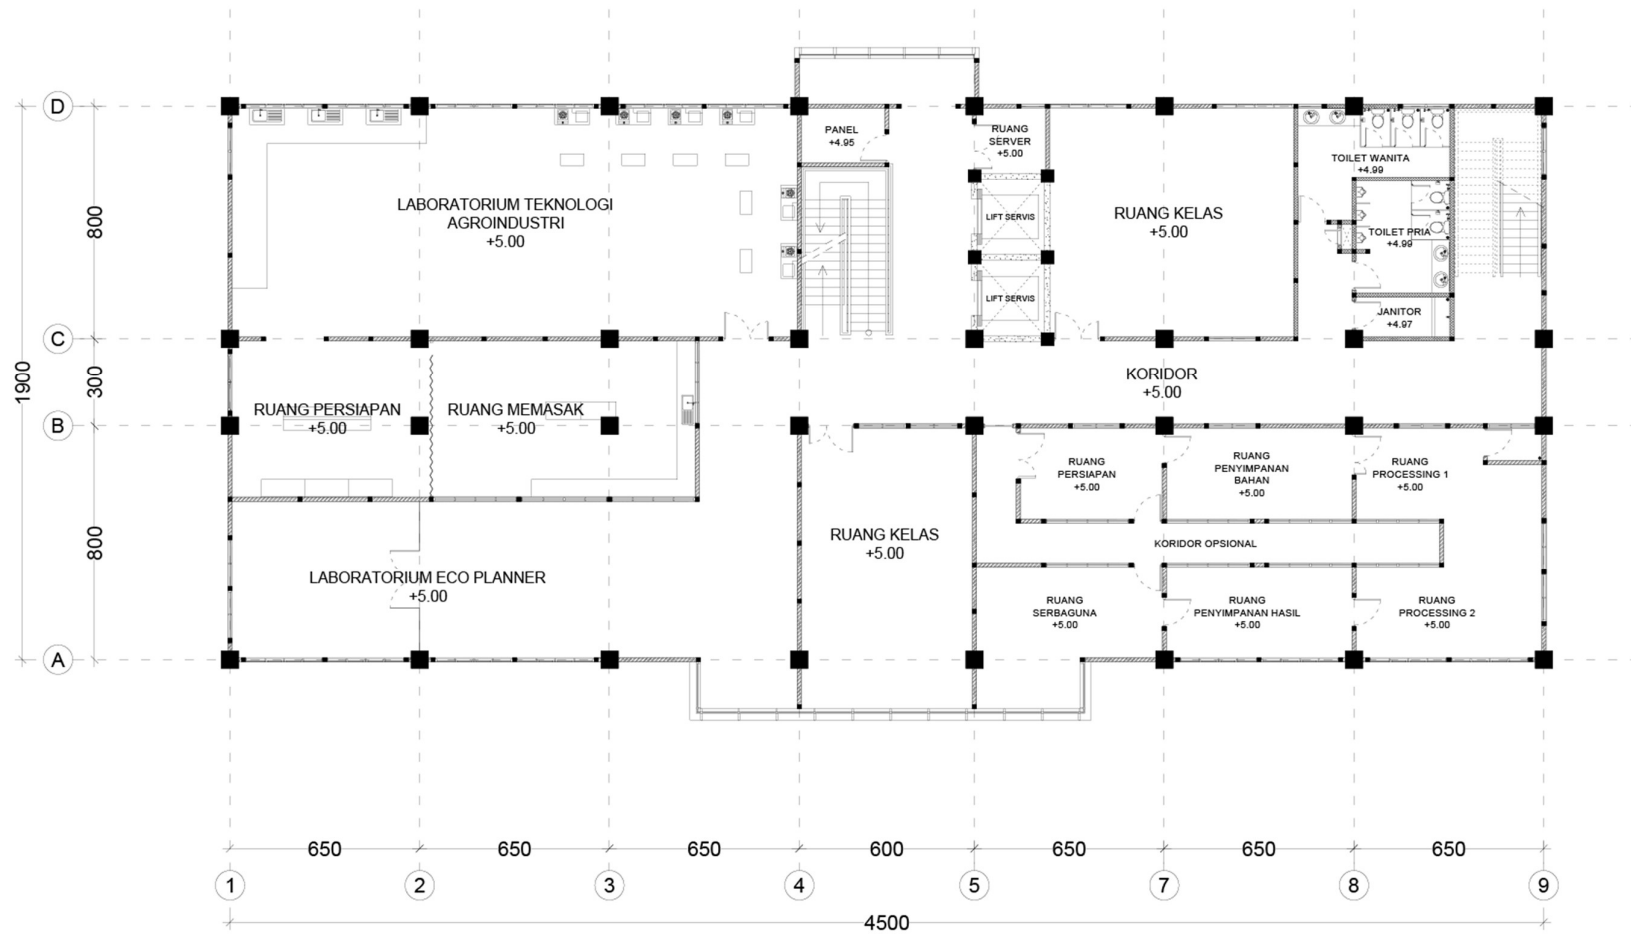 D
PANEL
+4.95
RUANG
SERVER
+5.00
TOILET WANITA
+4.99
LABORATORIUM TEKNOLOGI
AGROINDUSTRI
+5.00
LIFT SERVIS
RUANG KELAS
+5.00
TOILET PRIA
+4.99
800
LIFT SERVIS
JANITOR
+4.97
C
1900
300
KORIDOR
+5.00
RUANG PERSIAPAN
+5.00
RUANG MEMASAK
+5.00
B
RUANG
PERSIAPAN
+5.00
RUANG
PENYIMPANAN
BAHAN
+5.00
RUANG
PROCESSING 1
+5.00
800
RUANG KELAS
+5.00
KORIDOR OPSIONAL
LABORATORIUM ECO PLANNER
+5.00
RUANG
SERBAGUNA
+5.00
RUANG
PENYIMPANAN HASIL
+5.00
RUANG
PROCESSING 2
+5.00
A
650 650 650 600 650 650 650
1 2 3 4 5 7 8 9
4500